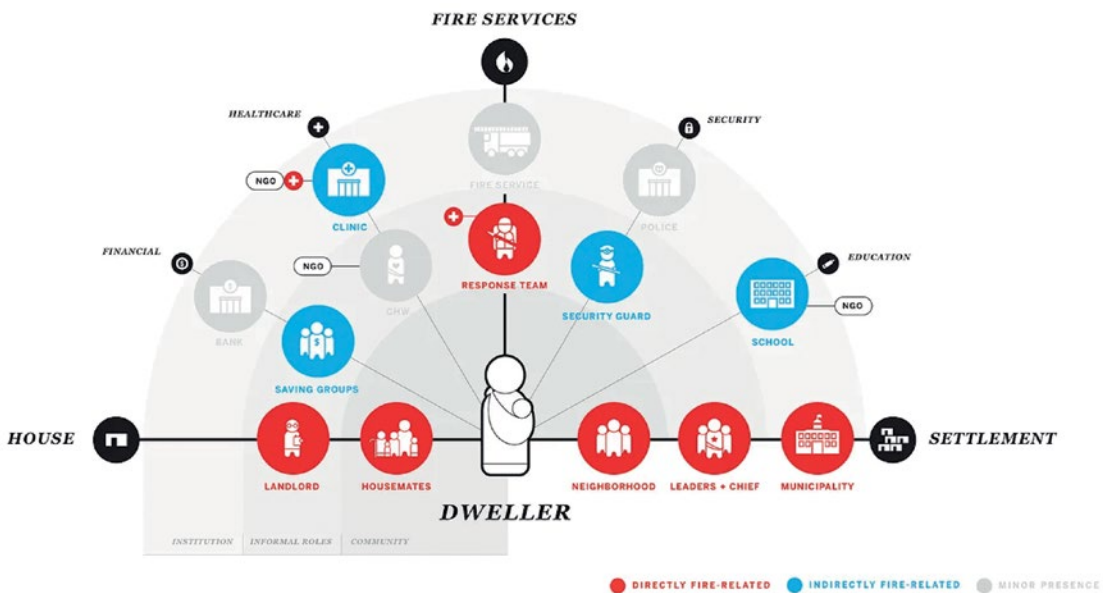 FIRE SERVICES
HEALTHCARE
SECURITY
NGO
FIRE SERVICE
POLICE
CLINIC
FINANCIAL
NGO
EDUCATION
RESPONSE TEAM
CHW
SECURITY GUARD
NGO
BANK
SCHOOL
$
SAVING GROUPS
HOUSE
SETTLEMENT
LANDLORD
HOUSEMATES
NEIGHBORHOOD
LEADERS + CHIEF
MUNICIPALITY
DWELLER
INSTITUTION
INFORMAL ROLES
COMMUNITY
DIRECTLY FIRE-RELATED
INDIRECTLY FIRE-RELATED
MINOR PRESENCE